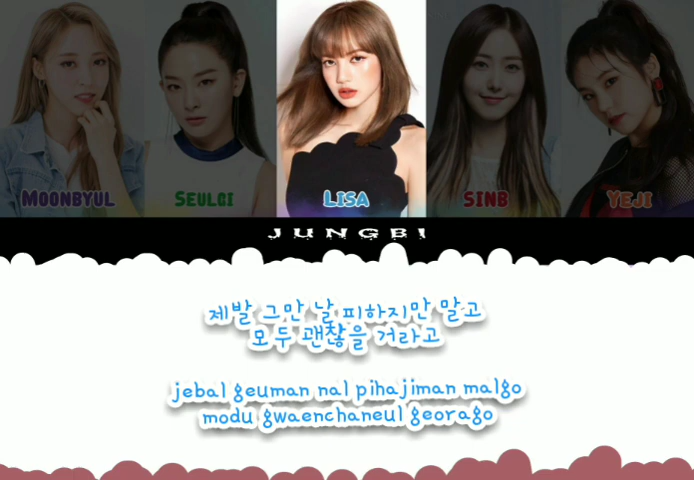 MOONBYUL SEULGI LISA SINB YEJI
JUNGBI
제발 그만 날 피하지만 말고
모두 괜찮을 거라고
jebal geuman nal pihajiman malgo
modu gwaenchaneul georago